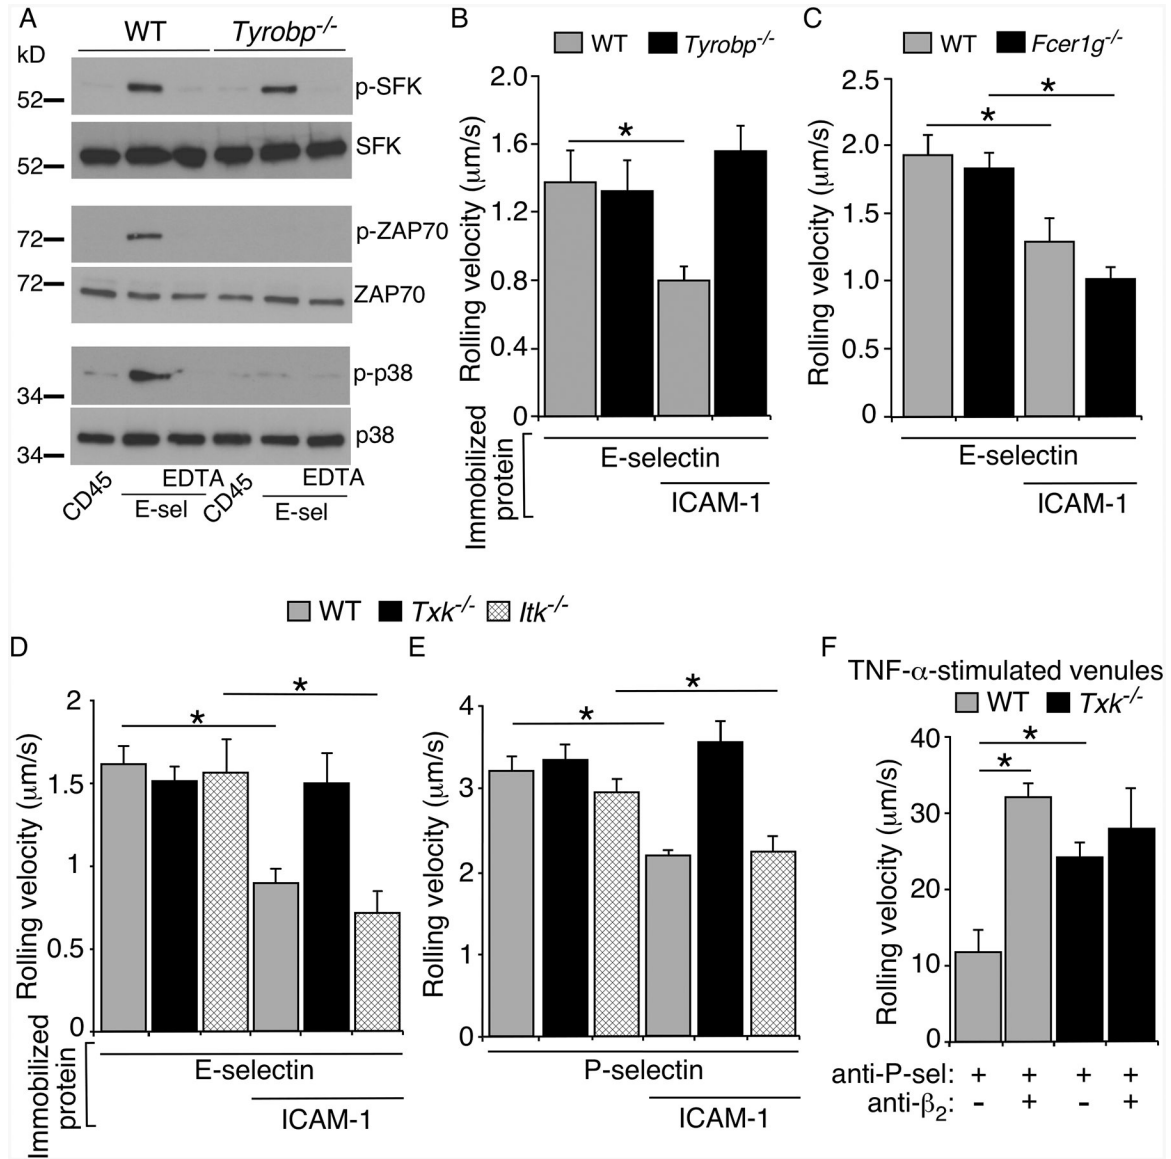 A
WT Tyrobp-/-
kD
52 p-SFK
52 SFK
72 p-ZAP70
72 ZAP70
34 p-p38
34 p38
CD45 EDTA CD45 EDTA
E-sel E-sel
B
WT Tyrobp-/-
Rolling velocity (μm/s)
2.0
1.6
1.2
0.8
0.4
0
*
Immobilized protein
E-selectin
ICAM-1
C
WT Fcer1g-/-
Rolling velocity (μm/s)
2.5
2.0
1.5
1.0
0.5
0
*
*
E-selectin
ICAM-1
WT Txk-/- Itk-/-
D
Rolling velocity (μm/s)
2
1.5
1
0.5
0
*
*
Immobilized protein
E-selectin
ICAM-1
E
Rolling velocity (μm/s)
4
3
2
1
0
*
*
P-selectin
ICAM-1
F
TNF-α-stimulated venules
WT Txk-/-
Rolling velocity (μm/s)
40
30
20
10
0
*
*
anti-P-sel: + + + +
anti-β2: - + - +